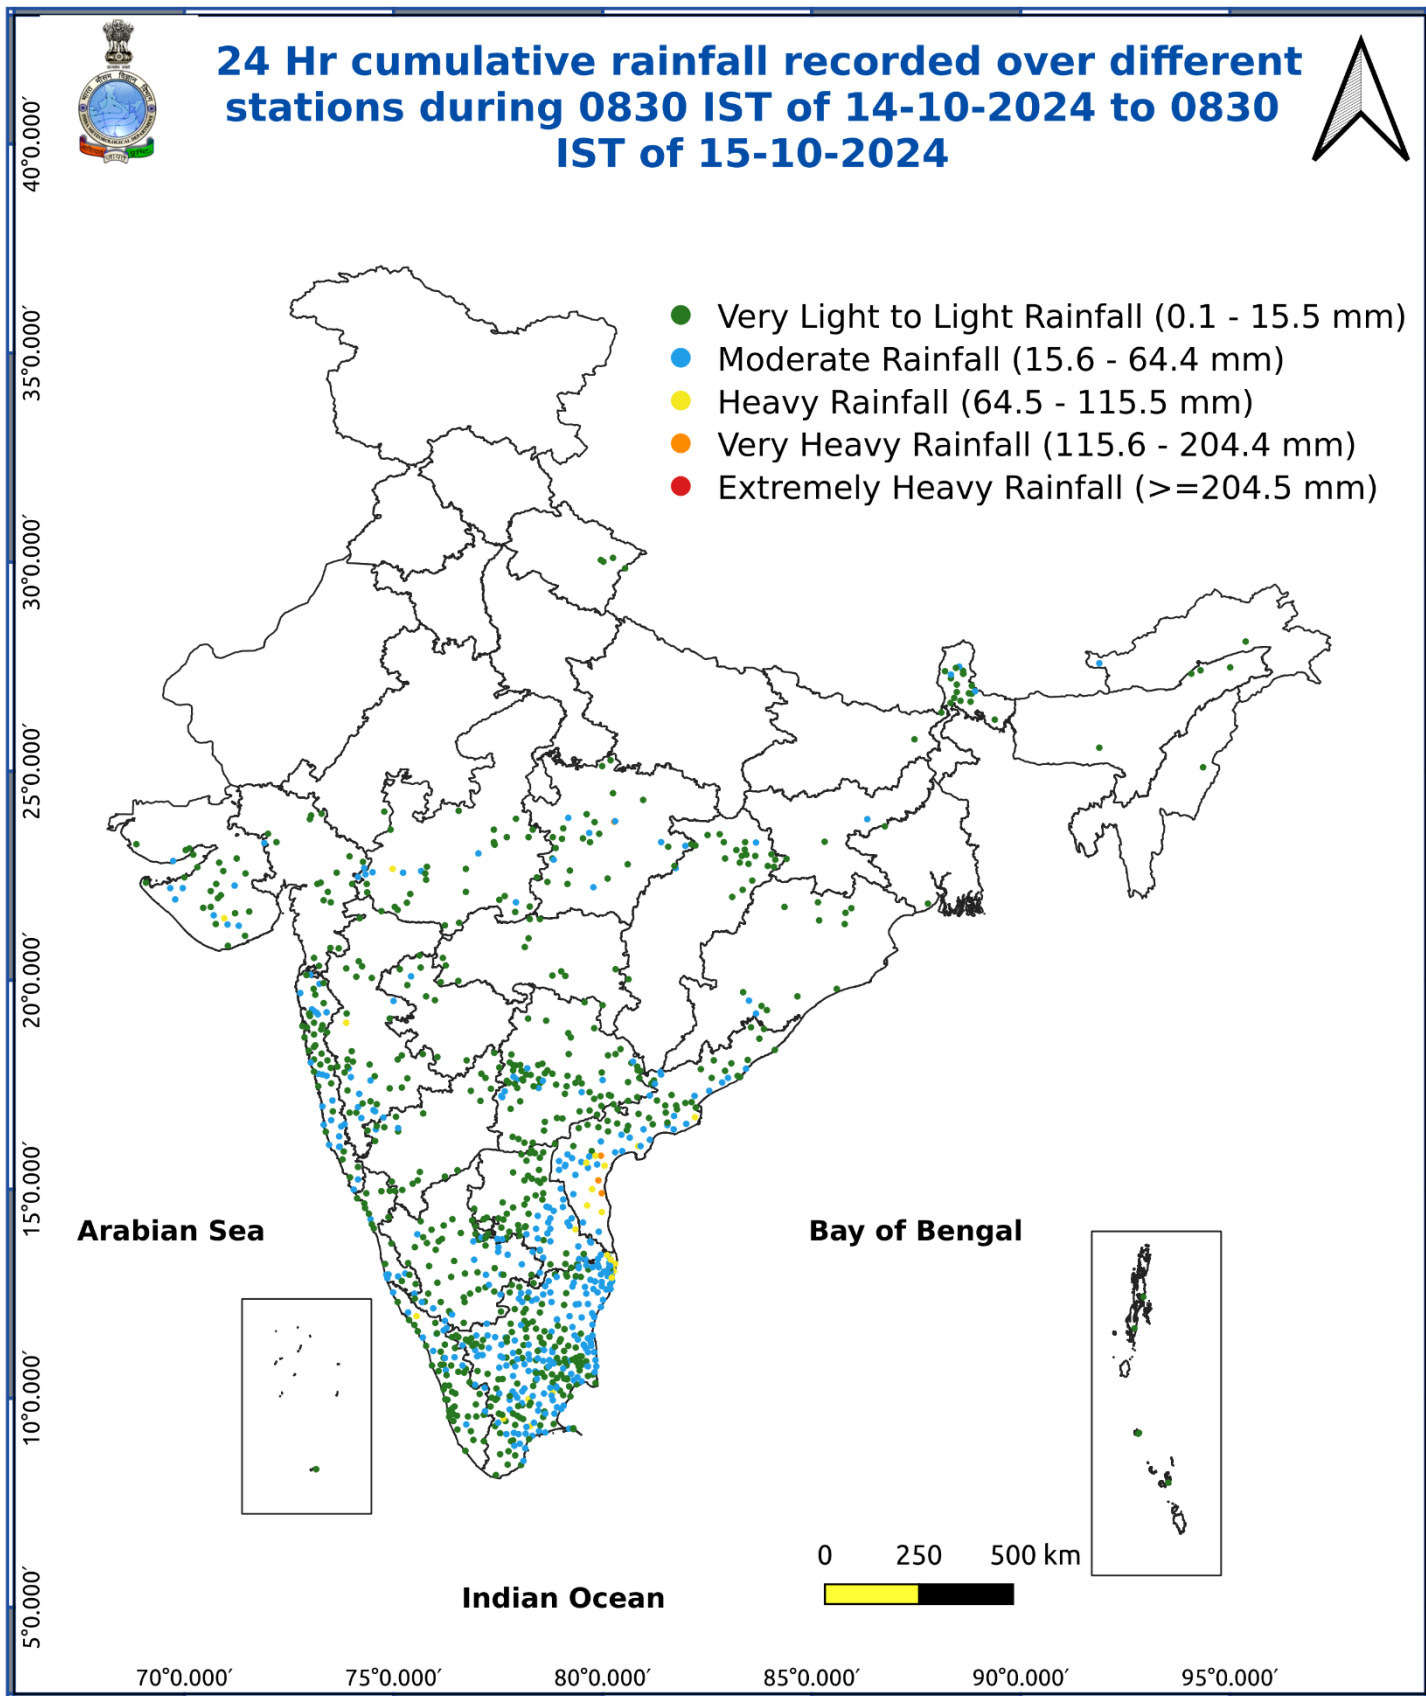 24 Hr cumulative rainfall recorded over different
stations during 0830 IST of 14-10-2024 to 0830
IST of 15-10-2024
Very Light to Light Rainfall (0.1 - 15.5 mm)
Moderate Rainfall (15.6 - 64.4 mm)
Heavy Rainfall (64.5 - 115.5 mm)
Very Heavy Rainfall (115.6 - 204.4 mm)
Extremely Heavy Rainfall (>=204.5 mm)
40°0.000′
35°0.000′
30°0.000′
25°0.000′
20°0.000′
15°0.000′
10°0.000′
5°0.000′
Arabian Sea
Bay of Bengal
Indian Ocean
0 250 500 km
70°0.000′ 75°0.000′ 80°0.000′ 85°0.000′ 90°0.000′ 95°0.000′